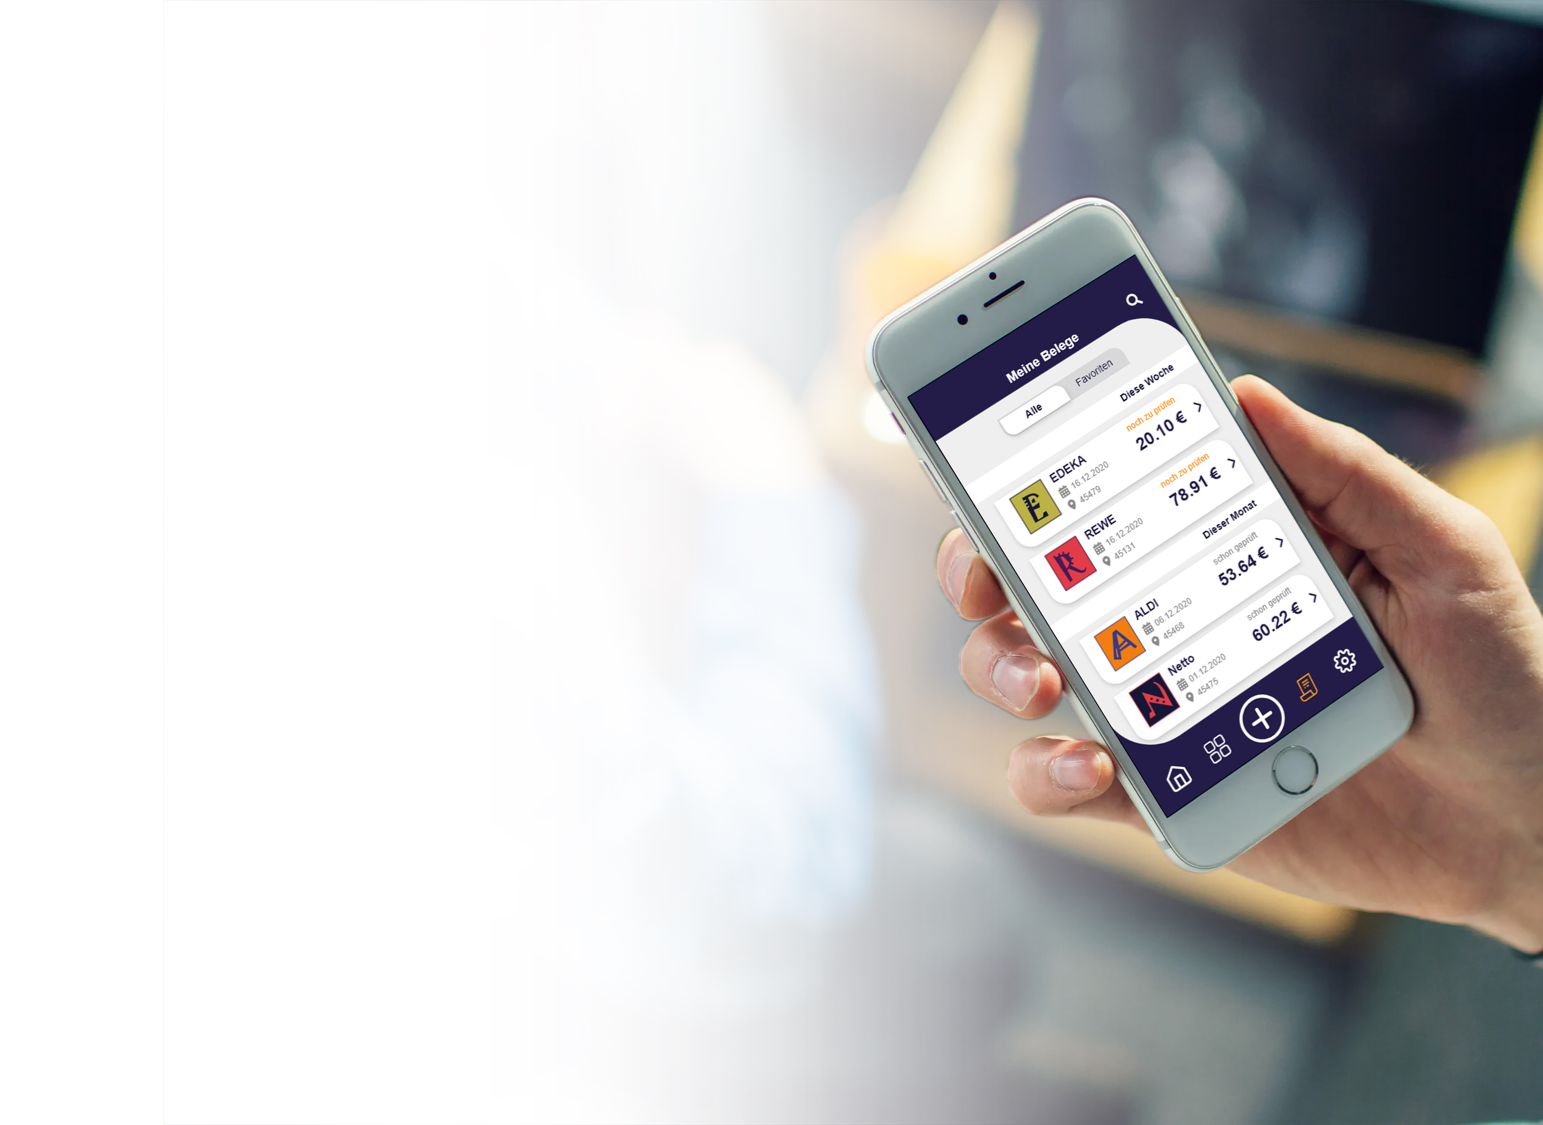 Meine Belege
Alle
Favoriten
Diese Woche
EDEKA
16.12.2020
45479
noch zu prüfen
20.10 €
REWE
16.12.2020
45131
noch zu prüfen
78.91 €
Dieser Monat
ALDI
06.12.2020
45468
schon geprüft
53.64 €
Netto
01.12.2020
45475
schon geprüft
60.22 €